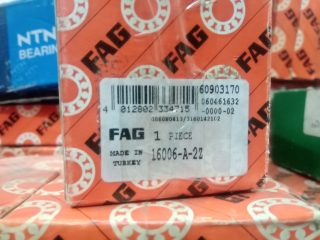 NTN
BEARING
FAG
60903170
060461632
-0000-02
4 012802 334715
FAG 1 PIECE
MADE IN
TURKEY
16006-A-2Z
FAG
FAG